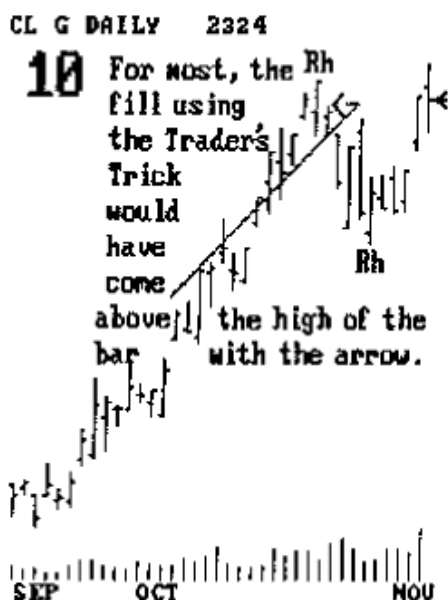 CL G DAILY 2324
10 For most, the Rh
fill using
the Trader's
Trick
would
have
come
Rh
above the high of the
bar with the arrow.
SEP OCT NOV